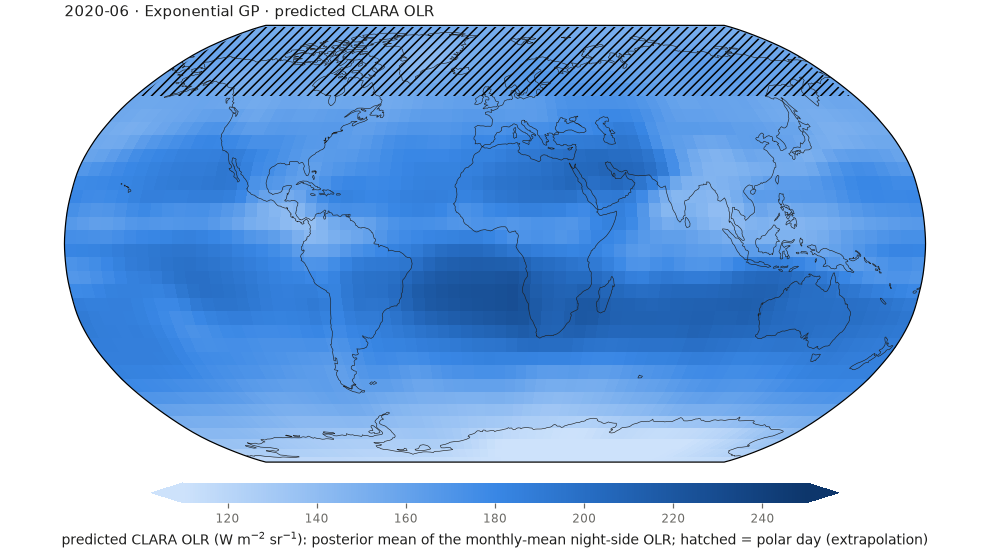 2020-06 · Exponential GP · predicted CLARA OLR
120 140 160 180 200 220 240
predicted CLARA OLR (W m⁻² sr⁻¹): posterior mean of the monthly-mean night-side OLR; hatched = polar day (extrapolation)